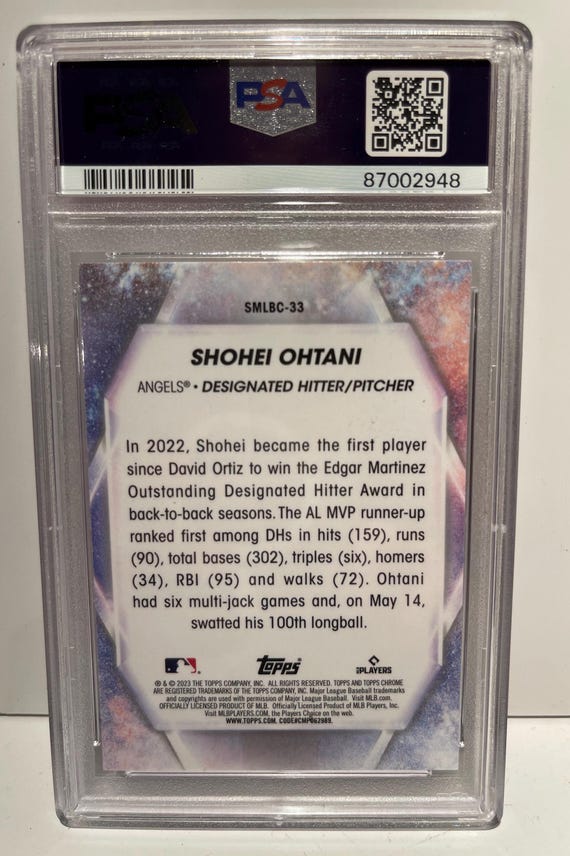 PSA
87002948
SMLBC-33
SHOHEI OHTANI
ANGELS® • DESIGNATED HITTER/PITCHER
In 2022, Shohei became the first player
since David Ortiz to win the Edgar Martinez
Outstanding Designated Hitter Award in
back-to-back seasons. The AL MVP runner-up
ranked first among DHs in hits (159), runs
(90), total bases (302), triples (six), homers
(34), RBI (95) and walks (72). Ohtani
had six multi-jack games and, on May 14,
swatted his 100th longball.
Topps PLAYERS
® & © 2023 THE TOPPS COMPANY, INC. ALL RIGHTS RESERVED. TOPPS AND TOPPS CHROME
ARE REGISTERED TRADEMARKS OF THE TOPPS COMPANY, INC. Major League Baseball trademarks
and copyrights are used with permission of Major League Baseball. Visit MLB.com.
OFFICIALLY LICENSED PRODUCT OF MLB Players, Inc.
Visit MLBPLAYERS.COM, the Players Choice on the web.
WWW.TOPPS.COM. CODE#CMP062989.